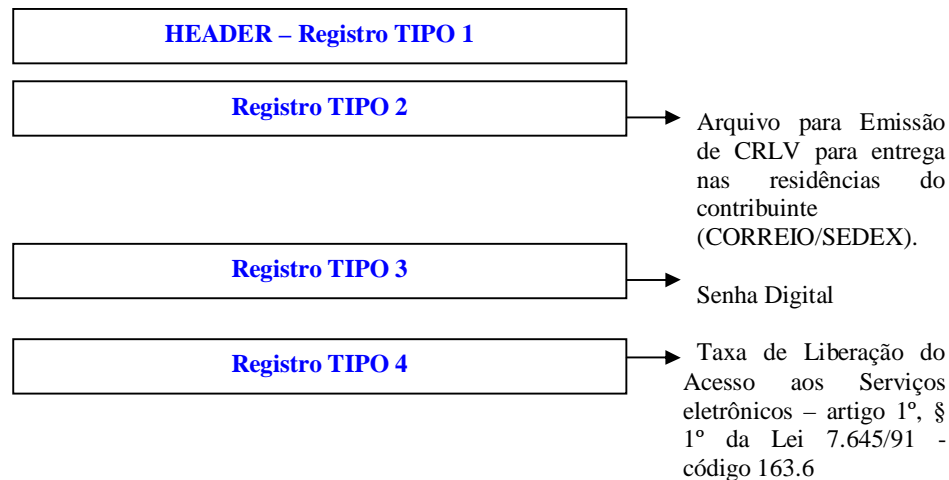 HEADER – Registro TIPO 1
Registro TIPO 2
Arquivo para Emissão
de CRLV para entrega
nas residências do
contribuinte
(CORREIO/SEDEX).
Registro TIPO 3
Senha Digital
Registro TIPO 4
Taxa de Liberação do
Acesso aos Serviços
eletrônicos – artigo 1º, §
1º da Lei 7.645/91 -
código 163.6